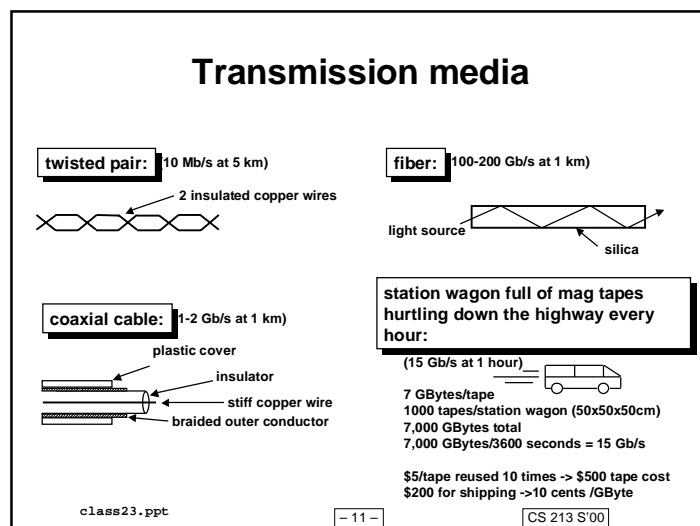 Transmission media
twisted pair:
(10 Mb/s at 5 km)
2 insulated copper wires
fiber:
100-200 Gb/s at 1 km)
light source
silica
coaxial cable:
1-2 Gb/s at 1 km)
plastic cover
insulator
stiff copper wire
braided outer conductor
station wagon full of mag tapes
hurtling down the highway every
hour:
(15 Gb/s at 1 hour)
7 GBytes/tape
1000 tapes/station wagon (50x50x50cm)
7,000 GBytes total
7,000 GBytes/3600 seconds = 15 Gb/s
$5/tape reused 10 times -> $500 tape cost
$200 for shipping ->10 cents /GByte
class23.ppt
– 11 –
CS 213 S'00